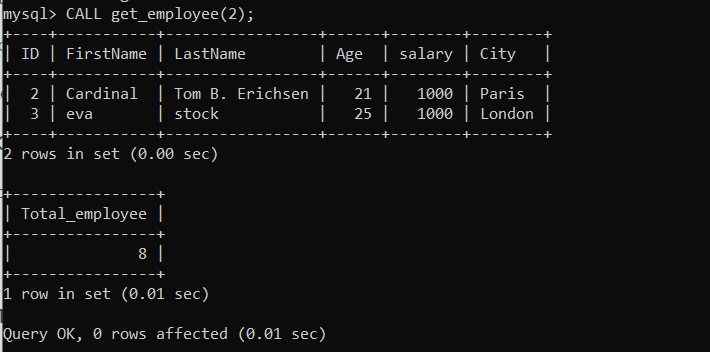 mysql> CALL get_employee(2);
+----+-----------+-----------------+------+--------+--------+
| ID | FirstName | LastName        | Age  | salary | City   |
+----+-----------+-----------------+------+--------+--------+
|  2 | Cardinal  | Tom B. Erichsen |   21 |   1000 | Paris  |
|  3 | eva       | stock           |   25 |   1000 | London |
+----+-----------+-----------------+------+--------+--------+
2 rows in set (0.00 sec)

+----------------+
| Total_employee |
+----------------+
|              8 |
+----------------+
1 row in set (0.01 sec)

Query OK, 0 rows affected (0.01 sec)